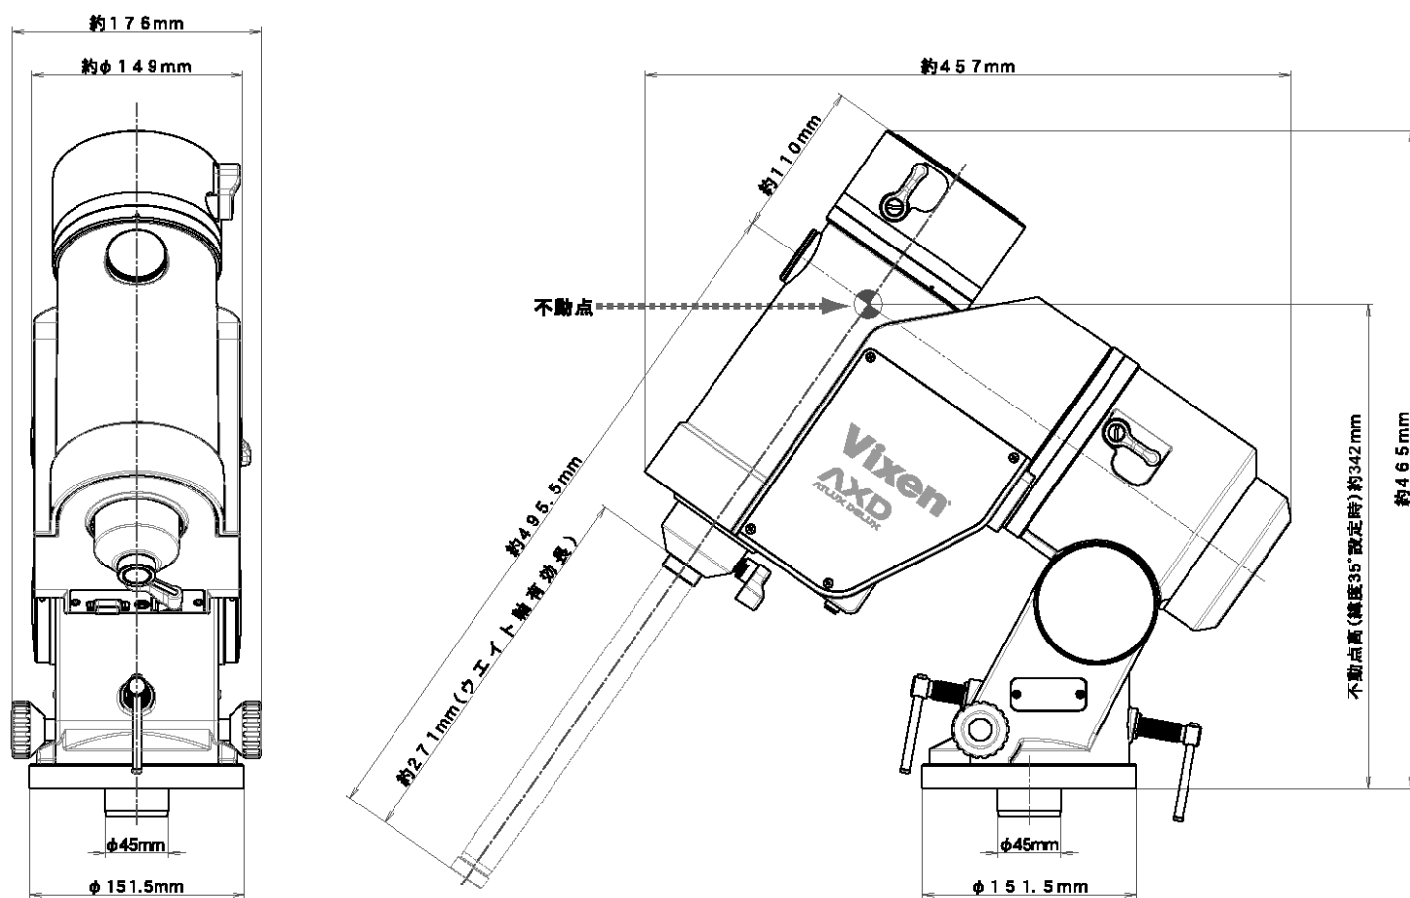 約176mm
約φ149mm
φ45mm
φ151.5mm
約457mm
約110mm
不動点
約495.5mm
約271mm(ウエイト軸有効長)
Vixen
AXD
ATLUX DELUX
不動点高(緯度35°設定時)約342mm
約465mm
φ45mm
φ151.5mm